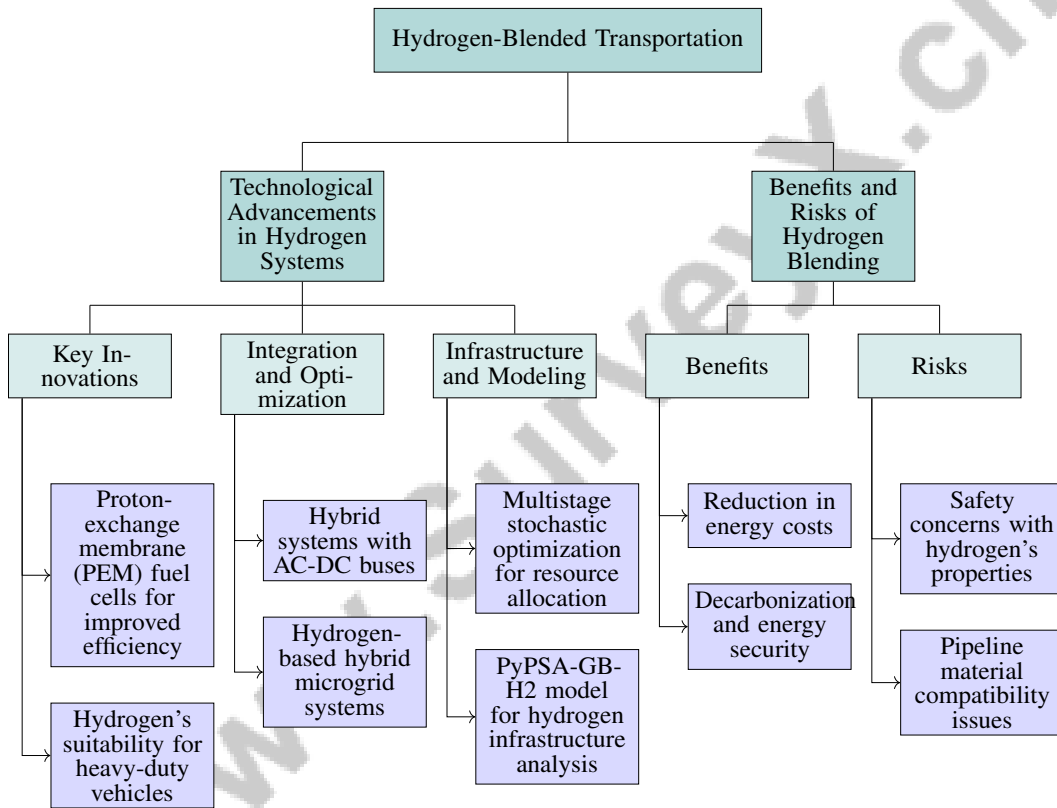 Hydrogen-Blended Transportation
Technological
Advancements
in Hydrogen
Systems
Benefits and
Risks of
Hydrogen
Blending
Key In-
novations
Integration
and Opti-
mization
Infrastructure
and Modeling
Benefits
Risks
Proton-
exchange
membrane
(PEM) fuel
cells for
improved
efficiency
Hydrogen's
suitability for
heavy-duty
vehicles
Hybrid
systems with
AC-DC buses
Hydrogen-
based hybrid
microgrid
systems
Multistage
stochastic
optimization
for resource
allocation
PyPSA-GB-
H2 model
for hydrogen
infrastructure
analysis
Reduction in
energy costs
Decarbonization
and energy
security
Safety
concerns with
hydrogen's
properties
Pipeline
material
compatibility
issues